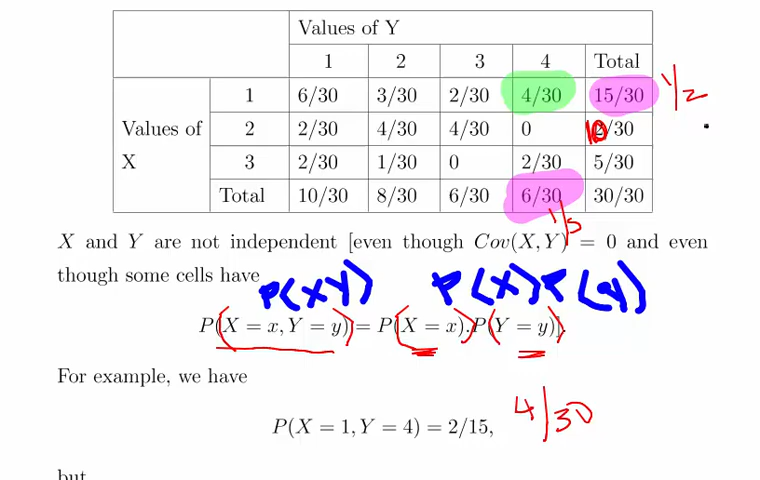 Values of Y
1 2 3 4 Total
1 6/30 3/30 2/30 4/30 15/30 1/2
Values of 2 2/30 4/30 4/30 0 10/30
X 3 2/30 1/30 0 2/30 5/30
Total 10/30 8/30 6/30 6/30 30/30
1/5
X and Y are not independent [even though Cov(X, Y) = 0 and even
though some cells have
P(XY) P(X)P(Y)
P(X = x, Y = y) = P(X = x).P(Y = y)].
For example, we have
4/30
P(X = 1, Y = 4) = 2/15,
but